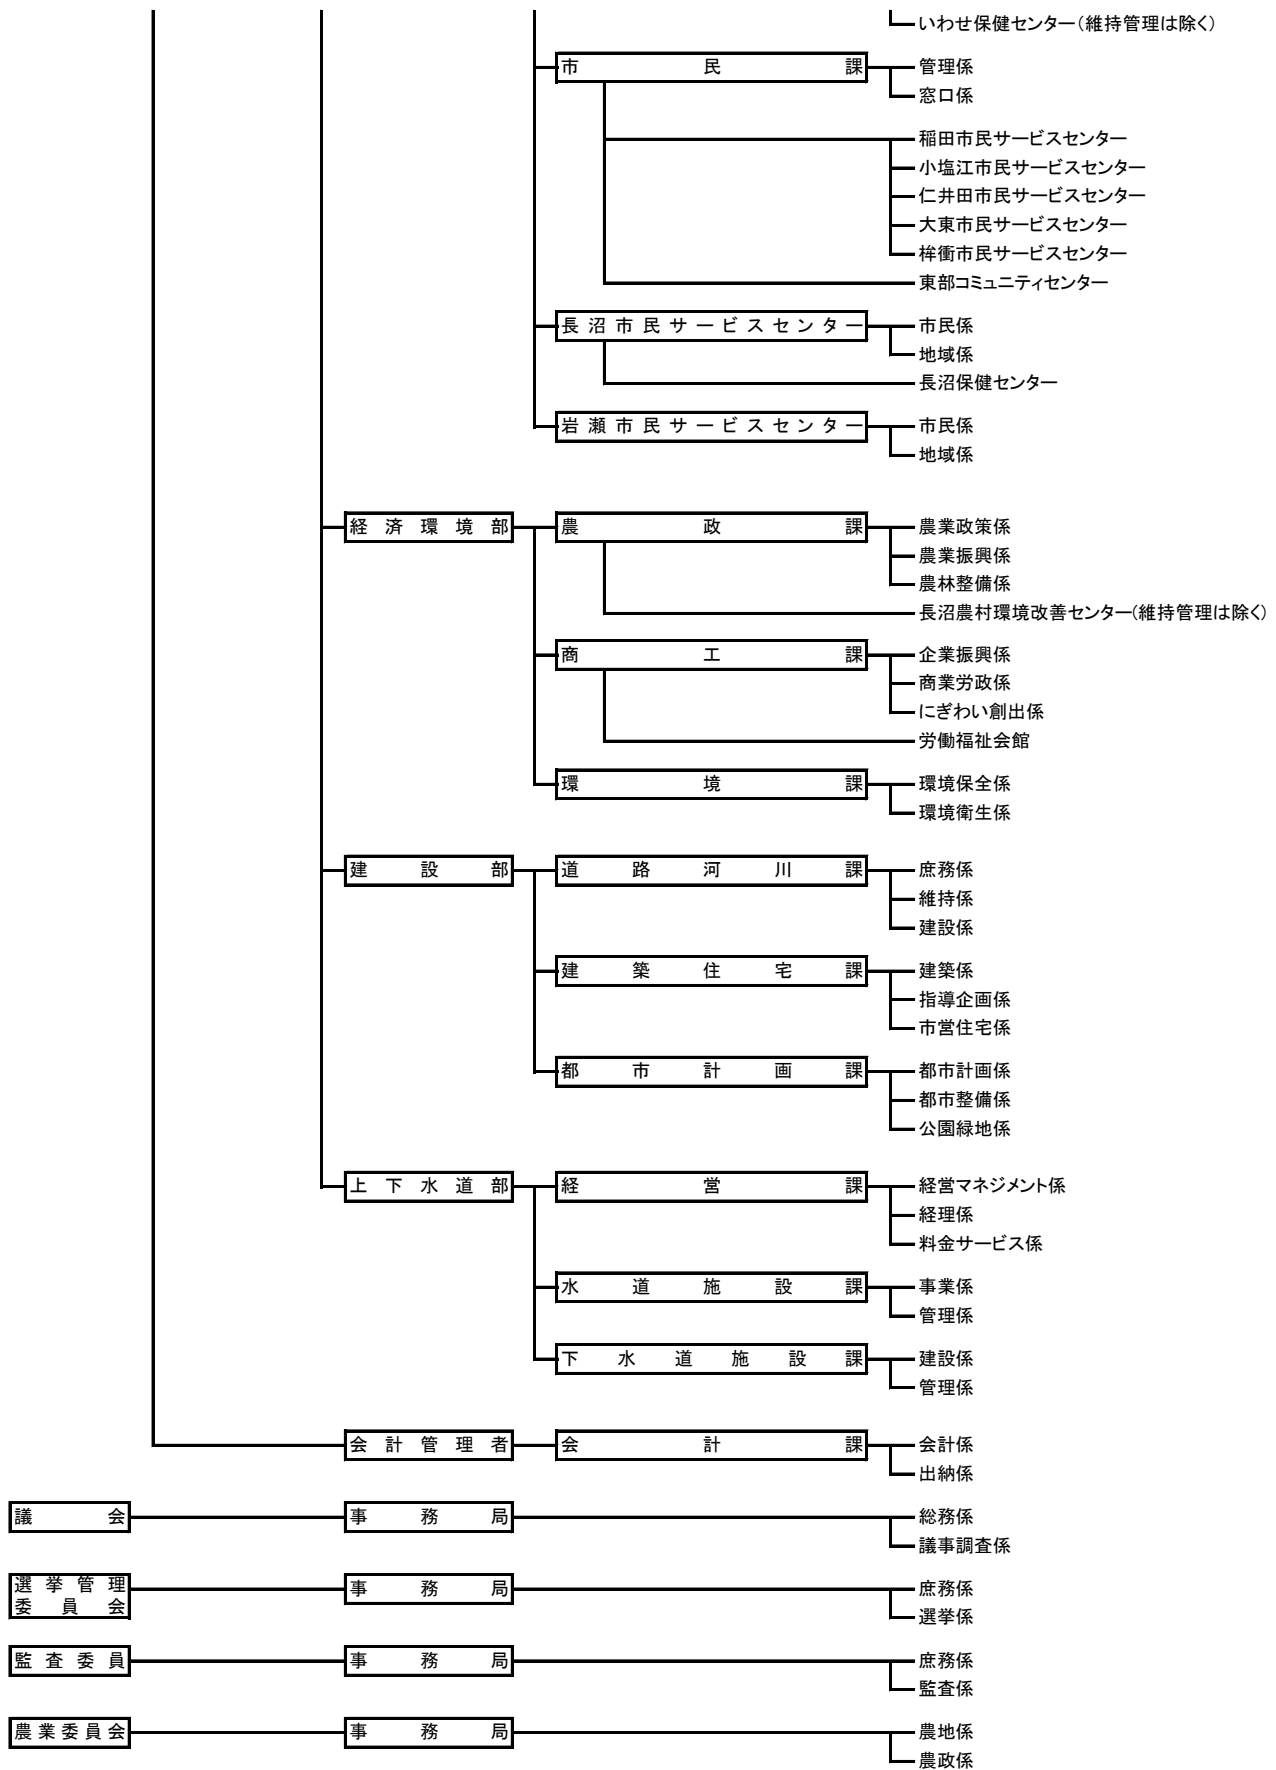 いわせ保健センター(維持管理は除く)
市民課 管理係
窓口係
稲田市民サービスセンター
小塩江市民サービスセンター
仁井田市民サービスセンター
大東市民サービスセンター
桙衝市民サービスセンター
東部コミュニティセンター
長沼市民サービスセンター 市民係
地域係
長沼保健センター
岩瀬市民サービスセンター 市民係
地域係
経済環境部 農政課 農業政策係
農業振興係
農林整備係
長沼農村環境改善センター(維持管理は除く)
商工課 企業振興係
商業労政係
にぎわい創出係
労働福祉会館
環境課 環境保全係
環境衛生係
建設部 道路河川課 庶務係
維持係
建設係
建築住宅課 建築係
指導企画係
市営住宅係
都市計画課 都市計画係
都市整備係
公園緑地係
上下水道部 経営課 経営マネジメント係
経理係
料金サービス係
水道施設課 事業係
管理係
下水道施設課 建設係
管理係
会計管理者 会計課 会計係
出納係
議会 事務局 総務係
議事調査係
選挙管理
委員会 事務局 庶務係
選挙係
監査委員 事務局 庶務係
監査係
農業委員会 事務局 農地係
農政係